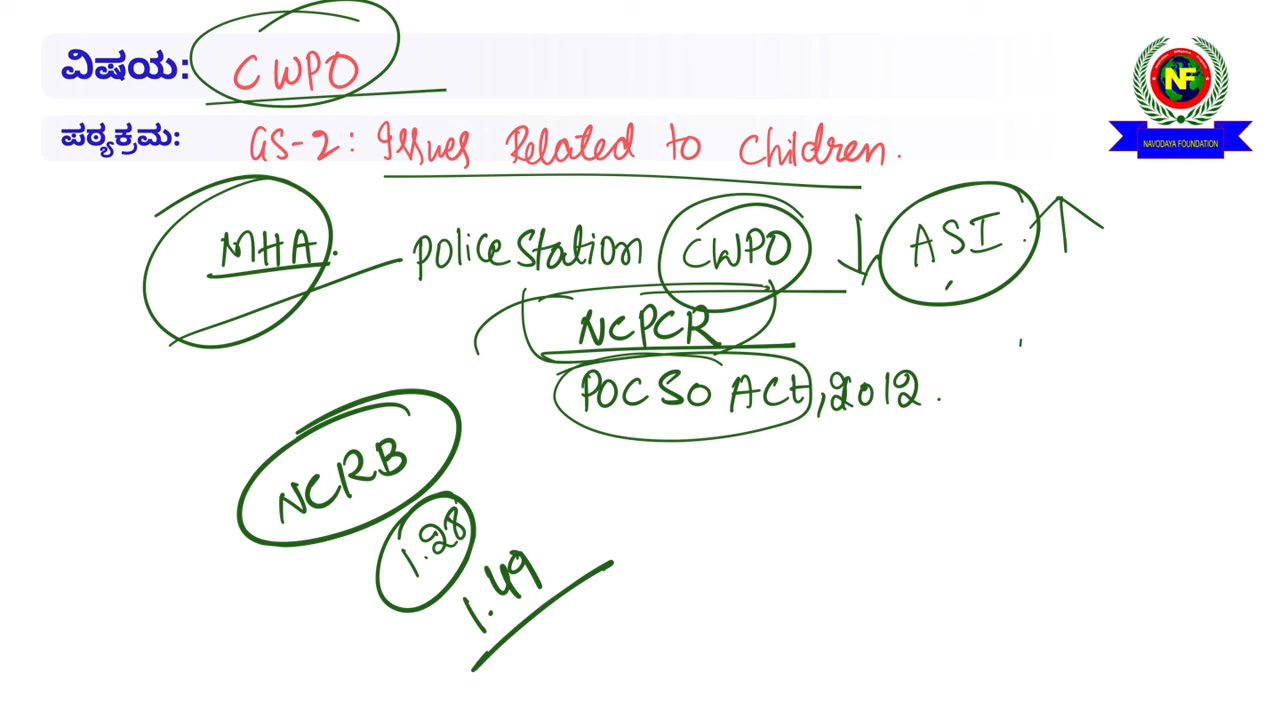 ವಿಷಯ: CWPO
ಪಠ್ಯಕ್ರಮ: GS-2: Issues Related to Children.
NF
NAVODAYA FOUNDATION
MHA. Police Station CWPO ASI
NCPCR
POCSO ACt, 2012.
NCRB
1.28
1.49